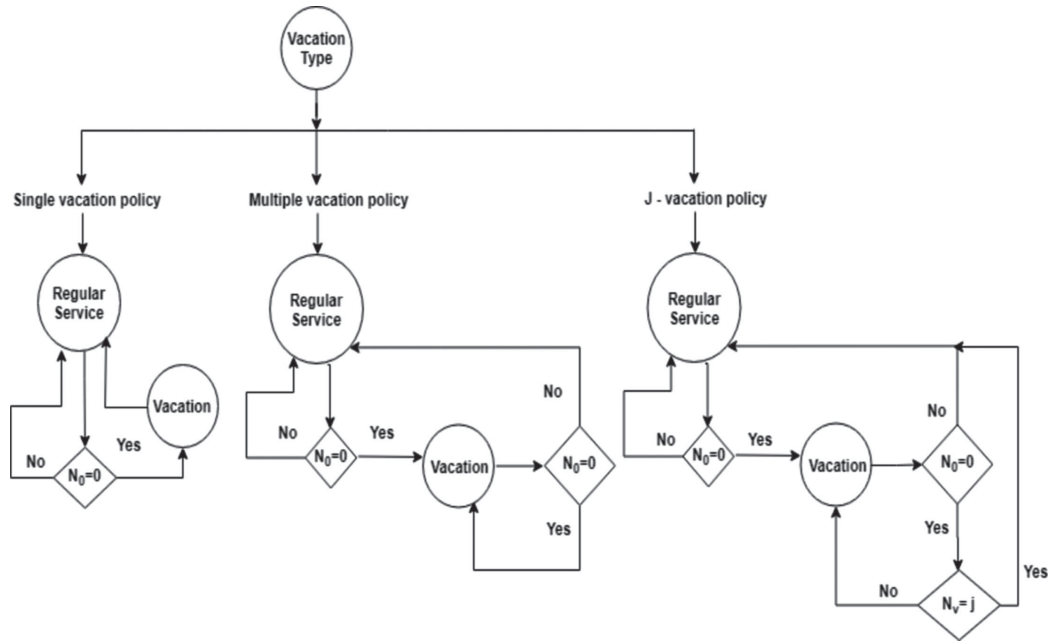 Vacation
Type
Single vacation policy
Multiple vacation policy
J - vacation policy
Regular
Service
Vacation
Yes
No
N0=0
Regular
Service
No
N0=0
Yes
Vacation
N0=0
No
Yes
Regular
Service
No
N0=0
Yes
Vacation
N0=0
No
Yes
Nv= j
No
Yes